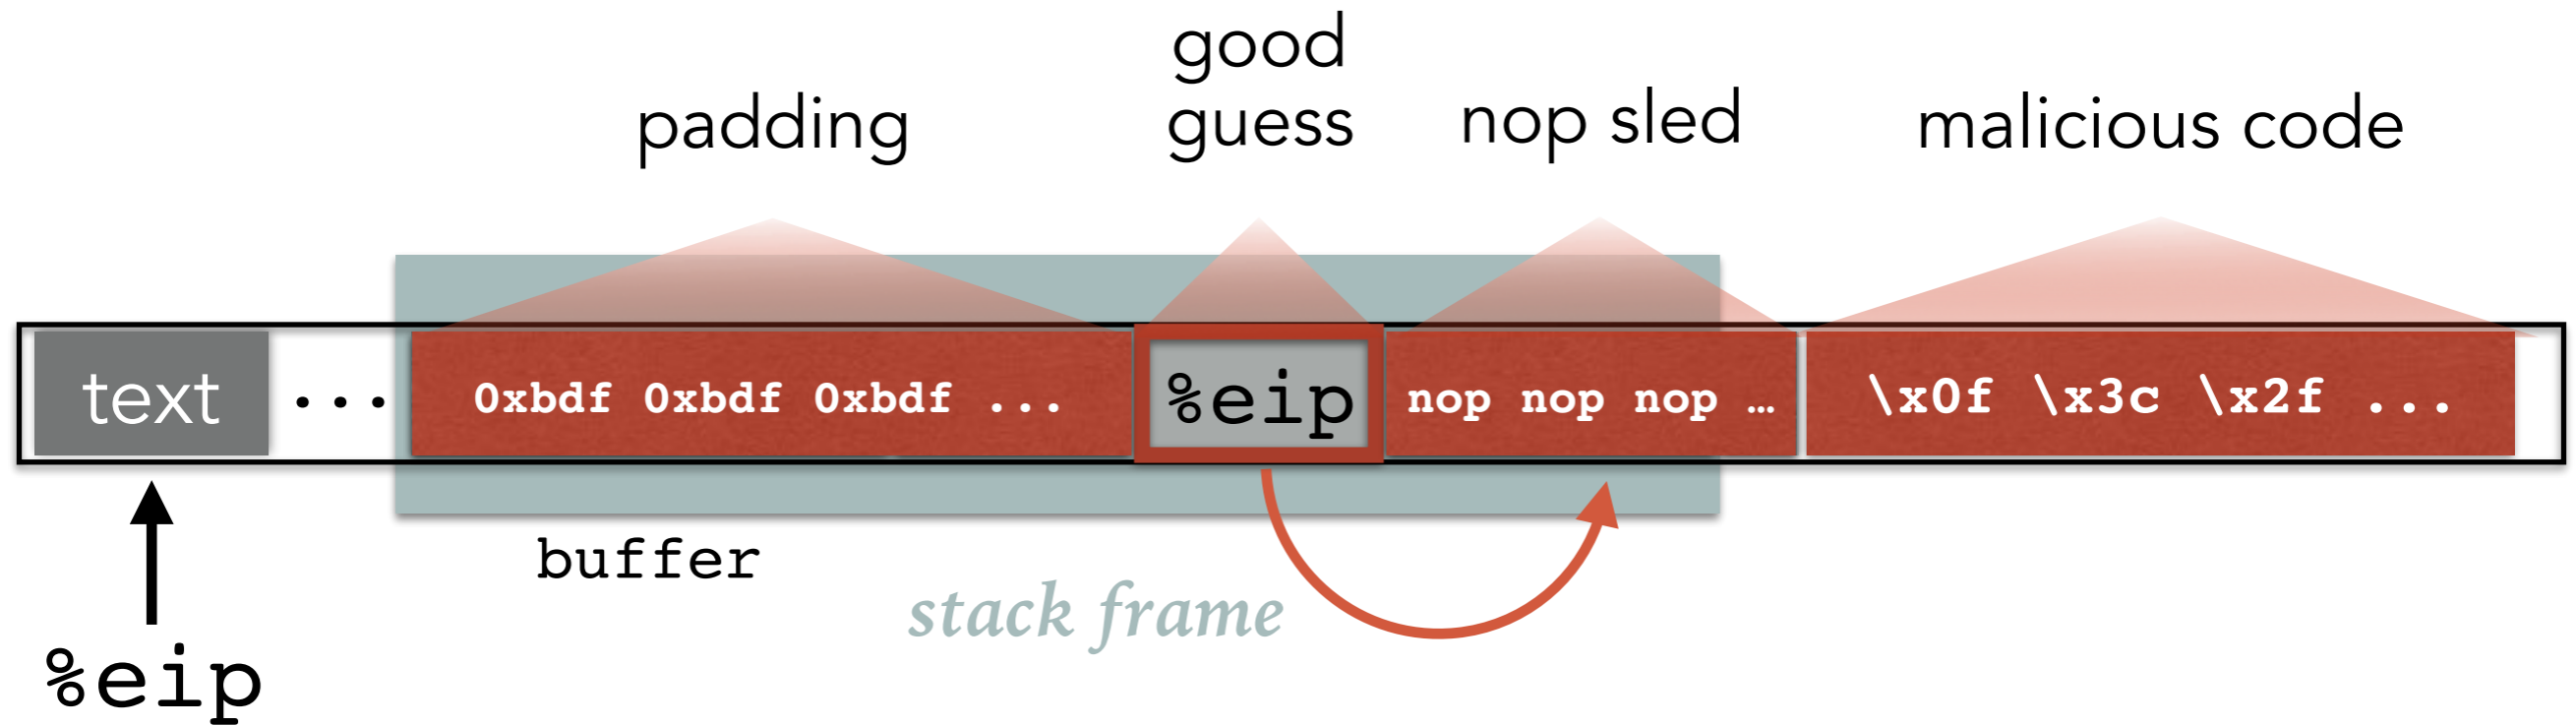 good
guess
padding
nop sled
malicious code
text ... 0xbdf 0xbdf 0xbdf ... %eip nop nop nop … \x0f \x3c \x2f ...
buffer
stack frame
%eip